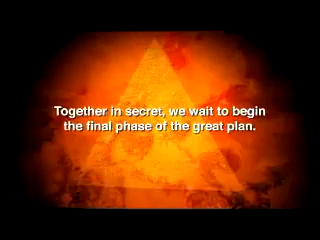 Together in secret, we wait to begin
the final phase of the great plan.